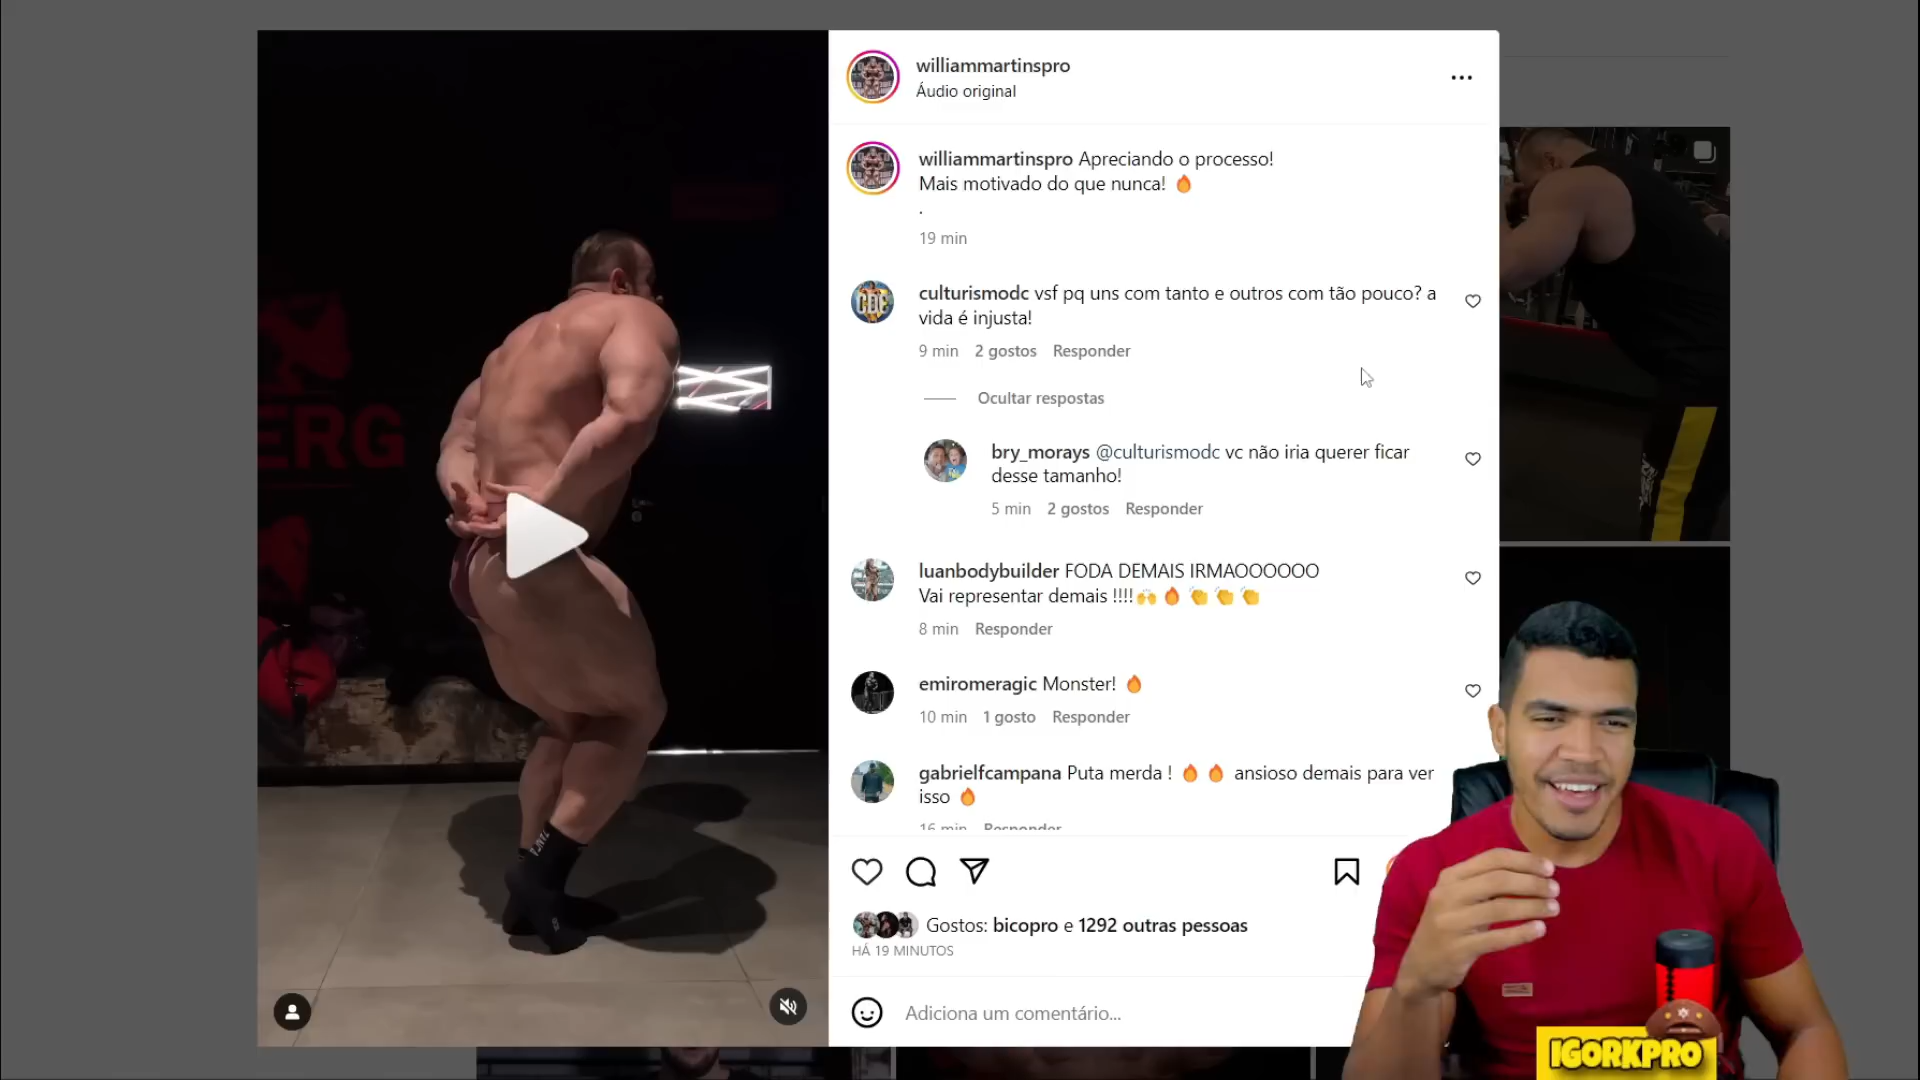 williammartinspro
Áudio original
williammartinspro Apreciando o processo!
Mais motivado do que nunca! 🔥
.
19 min
culturismodc vsf pq uns com tanto e outros com tão pouco? a
vida é injusta!
9 min 2 gostos Responder
Ocultar respostas
bry_morays @culturismodc vc não iria querer ficar
desse tamanho!
5 min 2 gostos Responder
luanbodybuilder FODA DEMAIS IRMAOOOOOO
Vai representar demais !!!!🙌 🔥 👏 👏 👏
8 min Responder
emiromeragic Monster! 🔥
10 min 1 gosto Responder
gabrielfcampana Puta merda ! 🔥 🔥 ansioso demais para ver
isso 🔥
16 min Responder
Gostos: bicopro e 1292 outras pessoas
HÁ 19 MINUTOS
Adiciona um comentário...
ERG
CDE
IGORKPRO